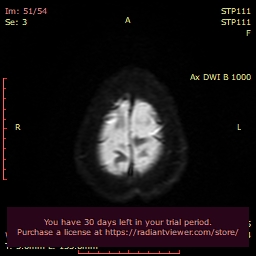 Im: 51/54
STP111
Se: 3
STP111
F
A
Ax DWI B 1000
R
L
You have 30 days left in your trial period.
Purchase a license at https://radiantviewer.com/store/